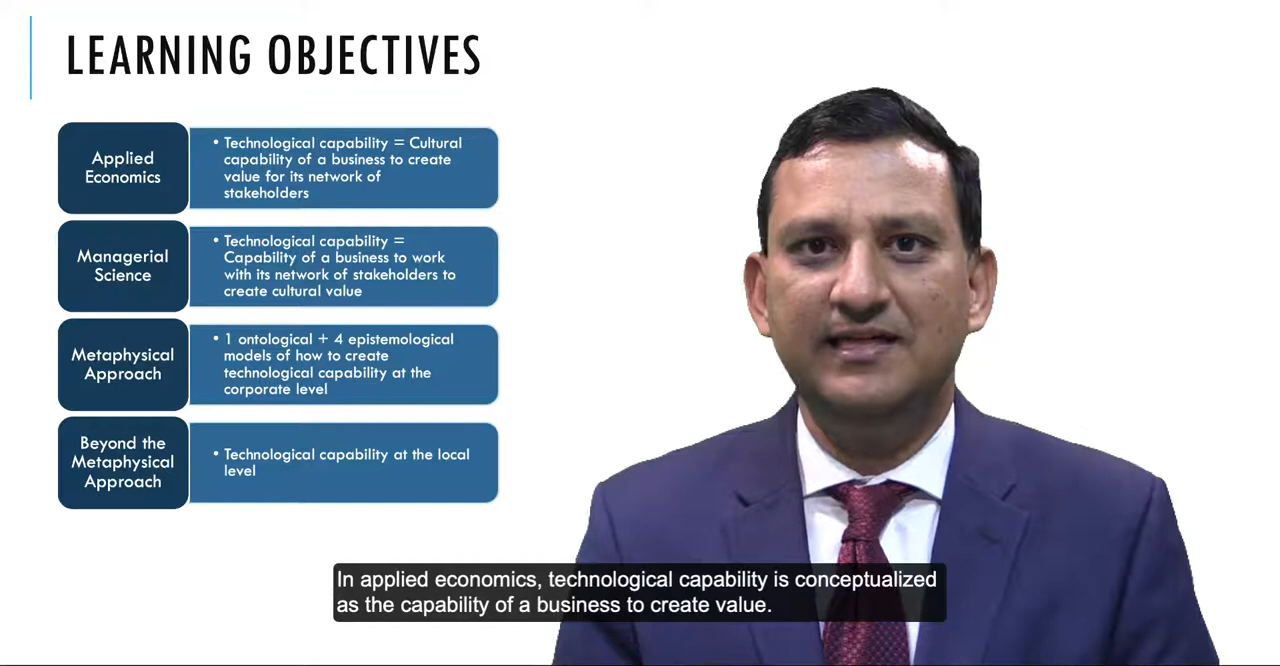 LEARNING OBJECTIVES
Applied
Economics
• Technological capability = Cultural
capability of a business to create
value for its network of
stakeholders
Managerial
Science
• Technological capability =
Capability of a business to work
with its network of stakeholders to
create cultural value
Metaphysical
Approach
• 1 ontological + 4 epistemological
models of how to create
technological capability at the
corporate level
Beyond the
Metaphysical
Approach
• Technological capability at the local
level
In applied economics, technological capability is conceptualized
as the capability of a business to create value.